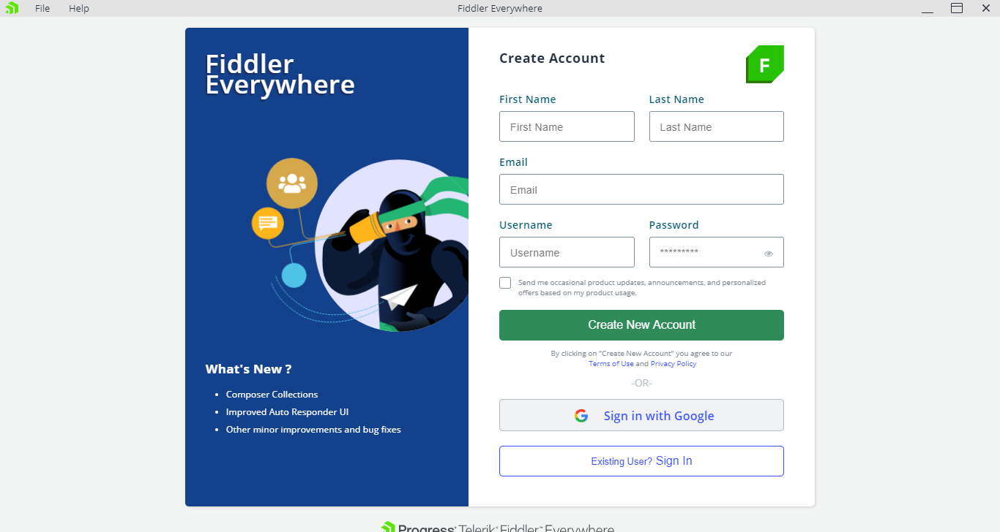 File Help Fiddler Everywhere
Fiddler
Everywhere
What's New ?
Composer Collections
Improved Auto Responder UI
Other minor improvements and bug fixes
Create Account
F
First Name Last Name
First Name Last Name
Email
Email
Username Password
Username *********
Send me occasional product updates, announcements, and personalized
offers based on my product usage.
Create New Account
By clicking on "Create New Account" you agree to our
Terms of Use and Privacy Policy
-OR-
Sign in with Google
Existing User? Sign In
Progress® Telerik® Fiddler™ Everywhere